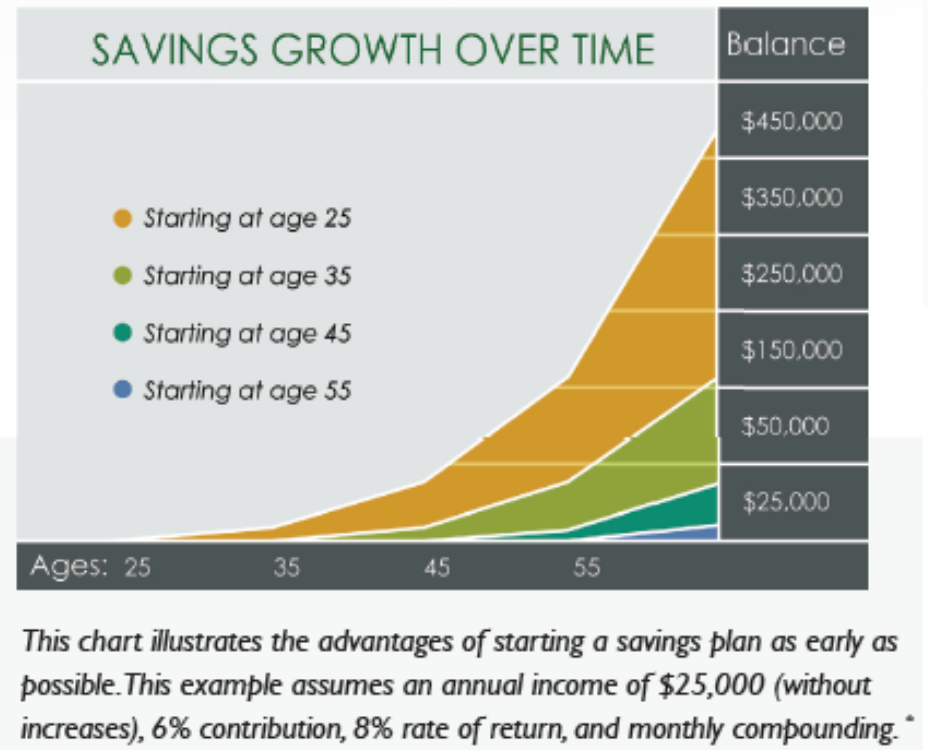 SAVINGS GROWTH OVER TIME
Balance
$450,000
$350,000
$250,000
$150,000
$50,000
$25,000
Starting at age 25
Starting at age 35
Starting at age 45
Starting at age 55
Ages: 25 35 45 55
This chart illustrates the advantages of starting a savings plan as early as
possible.This example assumes an annual income of $25,000 (without
increases), 6% contribution, 8% rate of return, and monthly compounding. *